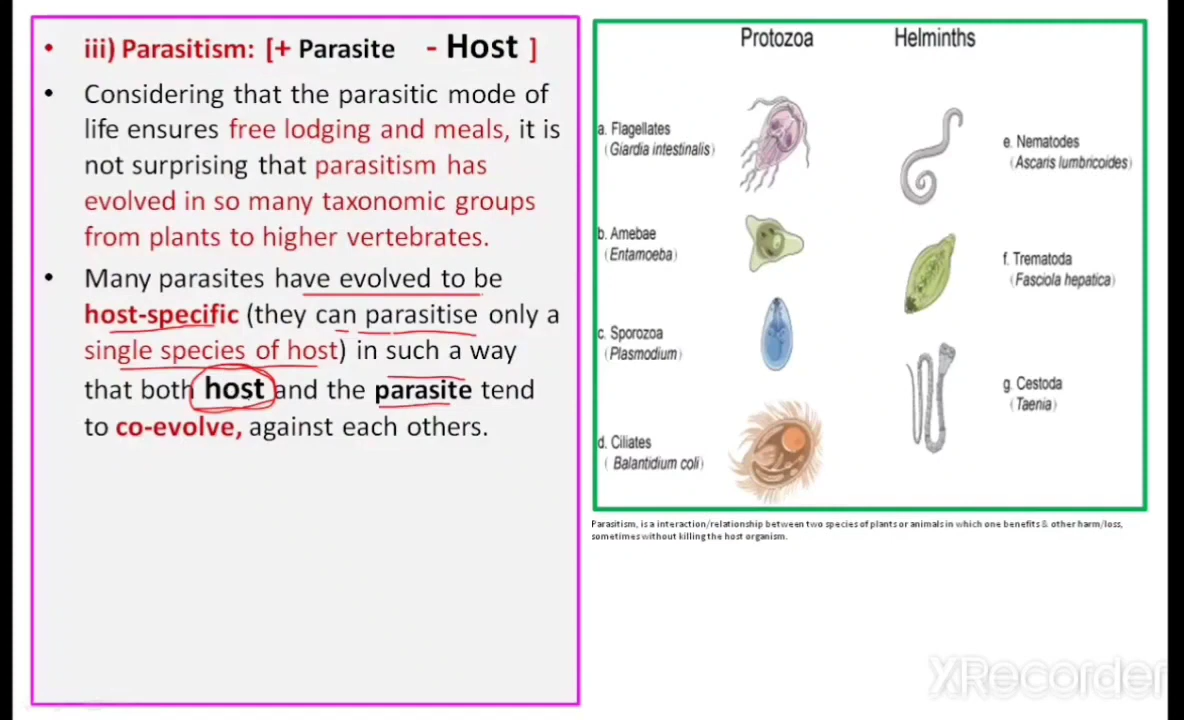 • iii) Parasitism: [+ Parasite - Host ]
• Considering that the parasitic mode of
life ensures free lodging and meals, it is
not surprising that parasitism has
evolved in so many taxonomic groups
from plants to higher vertebrates.
• Many parasites have evolved to be
host-specific (they can parasitise only a
single species of host) in such a way
that both host and the parasite tend
to co-evolve, against each others.
Protozoa Helminths
a. Flagellates
(Giardia intestinalis)
b. Amebae
(Entamoeba)
c. Sporozoa
(Plasmodium)
d. Ciliates
( Balantidium coli)
e. Nematodes
(Ascaris lumbricoides)
f. Trematoda
(Fasciola hepatica)
g. Cestoda
(Taenia)
Parasitism, is a interaction/relationship between two species of plants or animals in which one benefits & other harm/loss,
sometimes without killing the host organism.
XRecorder